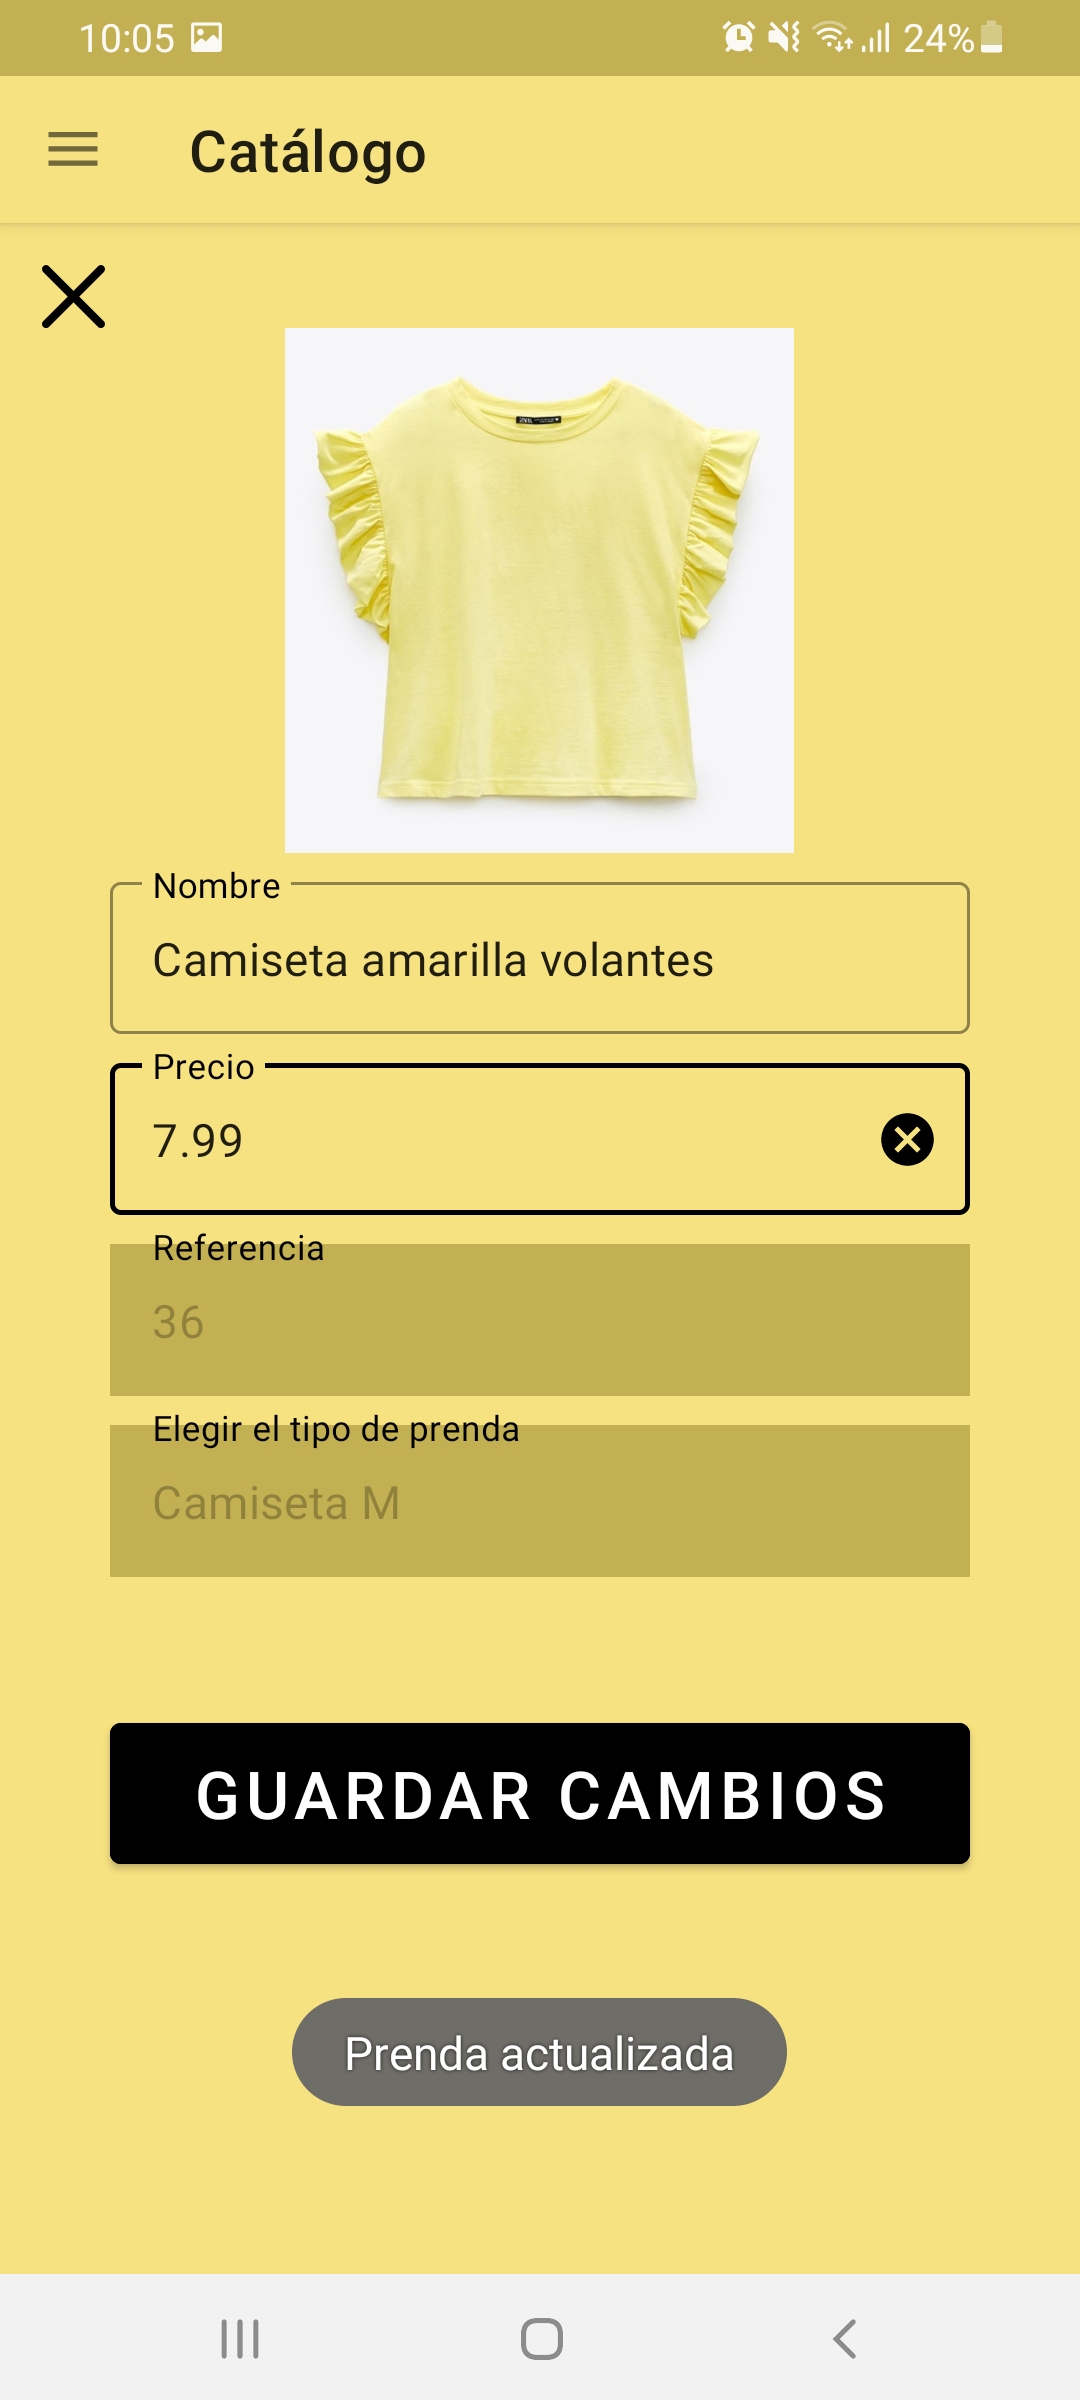 10:05 24%
Catálogo
Nombre
Camiseta amarilla volantes
Precio
7.99
Referencia
36
Elegir el tipo de prenda
Camiseta M
GUARDAR CAMBIOS
Prenda actualizada